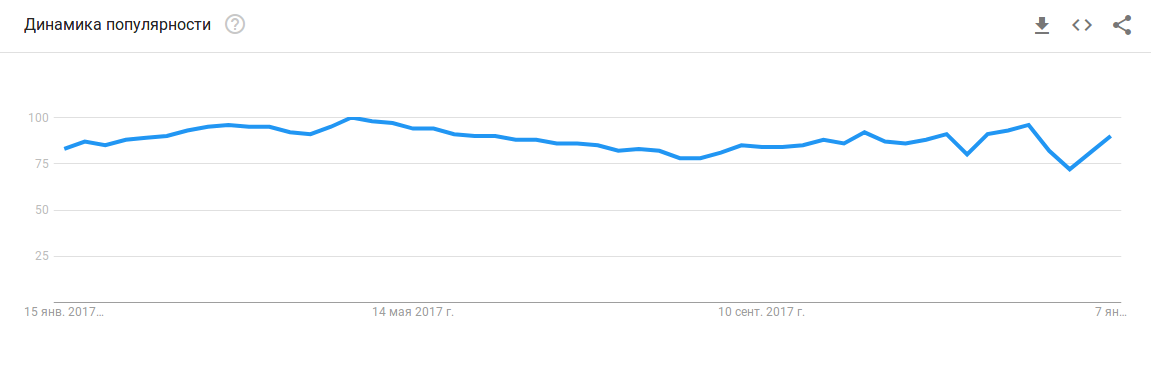 Динамика популярности ?
100
75
50
25
15 янв. 2017…
14 мая 2017 г.
10 сент. 2017 г.
7 ян…